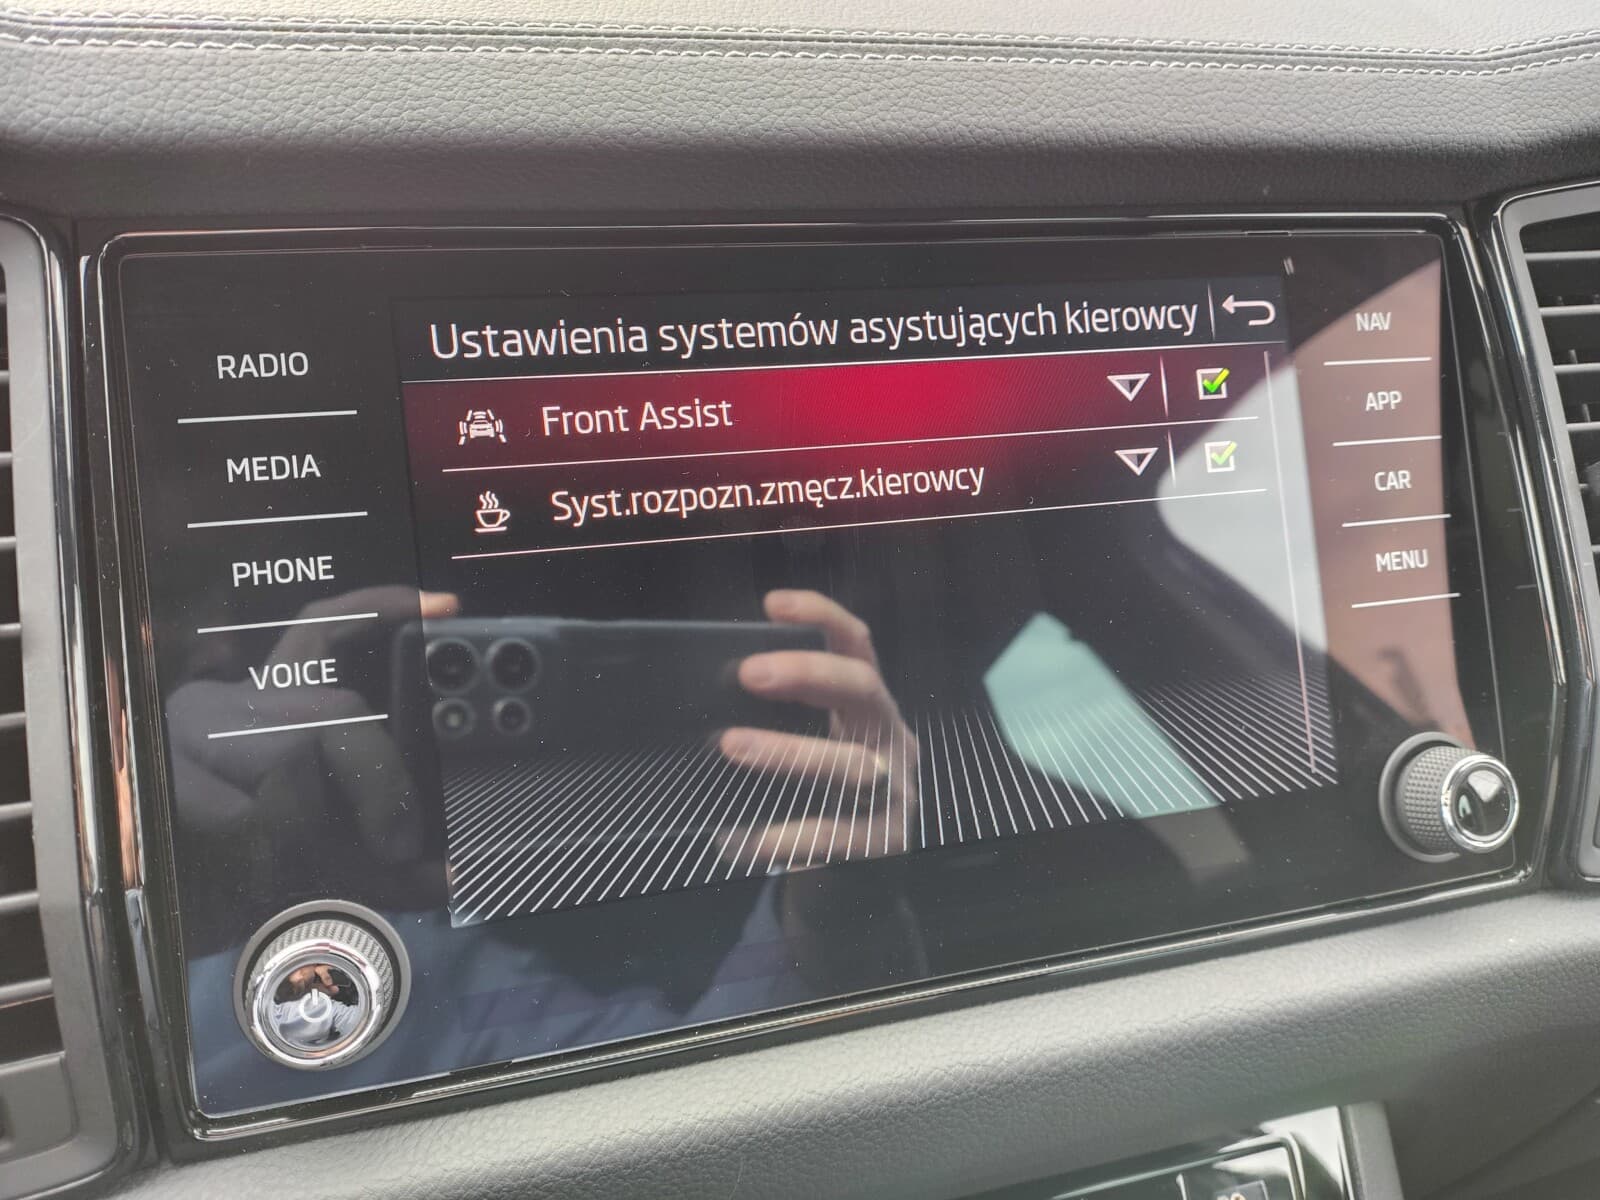 Ustawienia systemów asystujących kierowcy
Front Assist
Syst.rozpozn.zmęcz.kierowcy
RADIO
MEDIA
PHONE
VOICE
NAV
APP
CAR
MENU